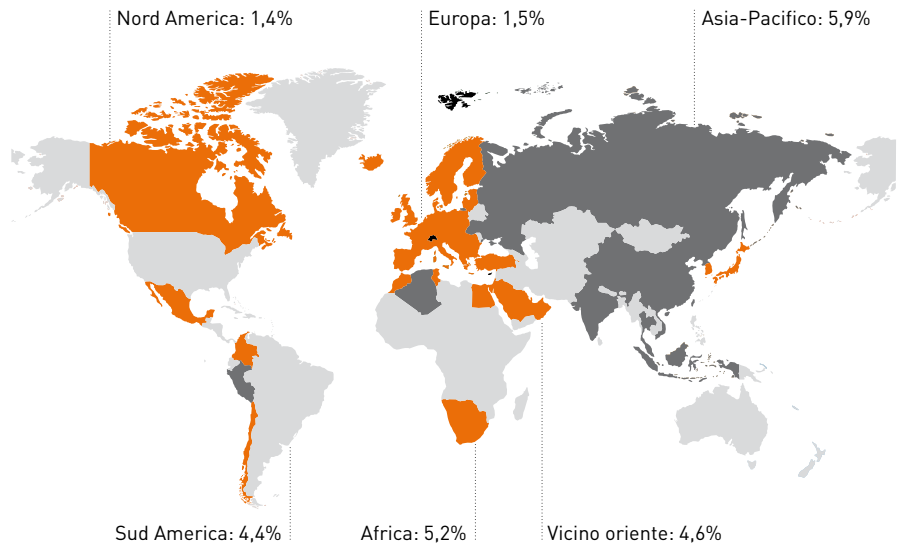 Nord America: 1,4%
Europa: 1,5%
Asia-Pacifico: 5,9%
Sud America: 4,4%
Africa: 5,2%
Vicino oriente: 4,6%